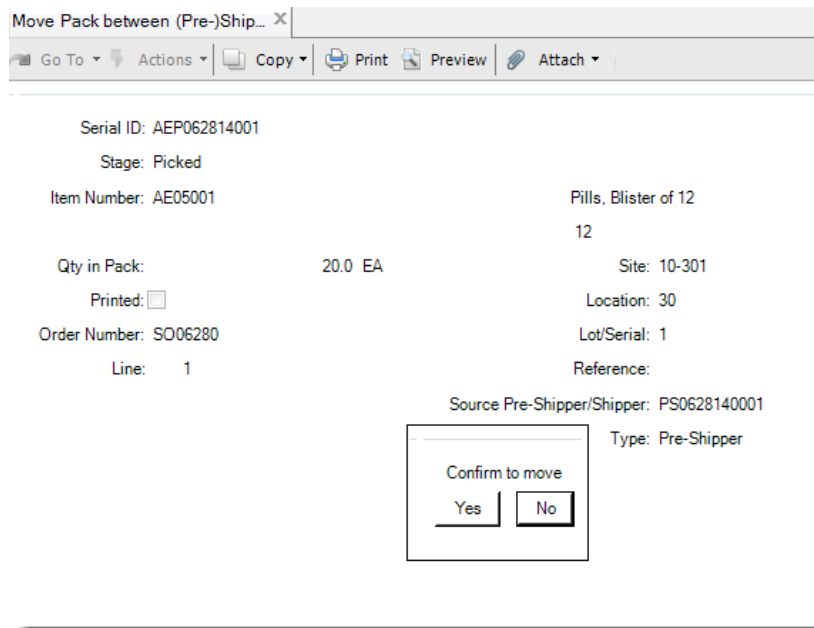 Move Pack between (Pre-)Ship...
Go To Actions Copy Print Preview Attach
Serial ID: AEP062814001
Stage: Picked
Item Number: AE05001 Pills, Blister of 12
12
Qty in Pack: 20.0 EA Site: 10-301
Printed: Location: 30
Order Number: SO06280 Lot/Serial: 1
Line: 1 Reference:
Source Pre-Shipper/Shipper: PS0628140001
Type: Pre-Shipper
Confirm to move
Yes No